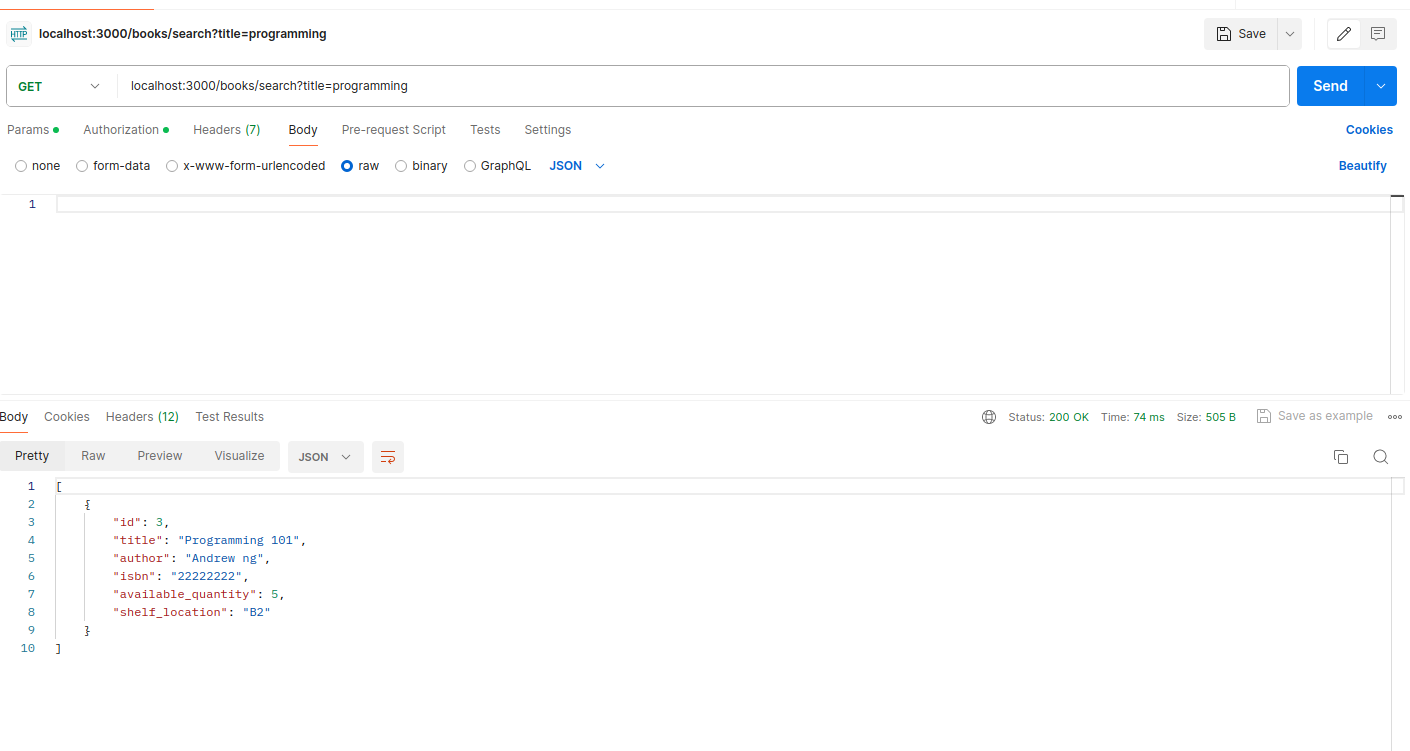 HTTP localhost:3000/books/search?title=programming Save
GET localhost:3000/books/search?title=programming Send
Params Authorization Headers (7) Body Pre-request Script Tests Settings Cookies
none form-data x-www-form-urlencoded raw binary GraphQL JSON Beautify
1
Body Cookies Headers (12) Test Results Status: 200 OK Time: 74 ms Size: 505 B Save as example
Pretty Raw Preview Visualize JSON
1 [
2 {
3 "id": 3,
4 "title": "Programming 101",
5 "author": "Andrew ng",
6 "isbn": "22222222",
7 "available_quantity": 5,
8 "shelf_location": "B2"
9 }
10 ]